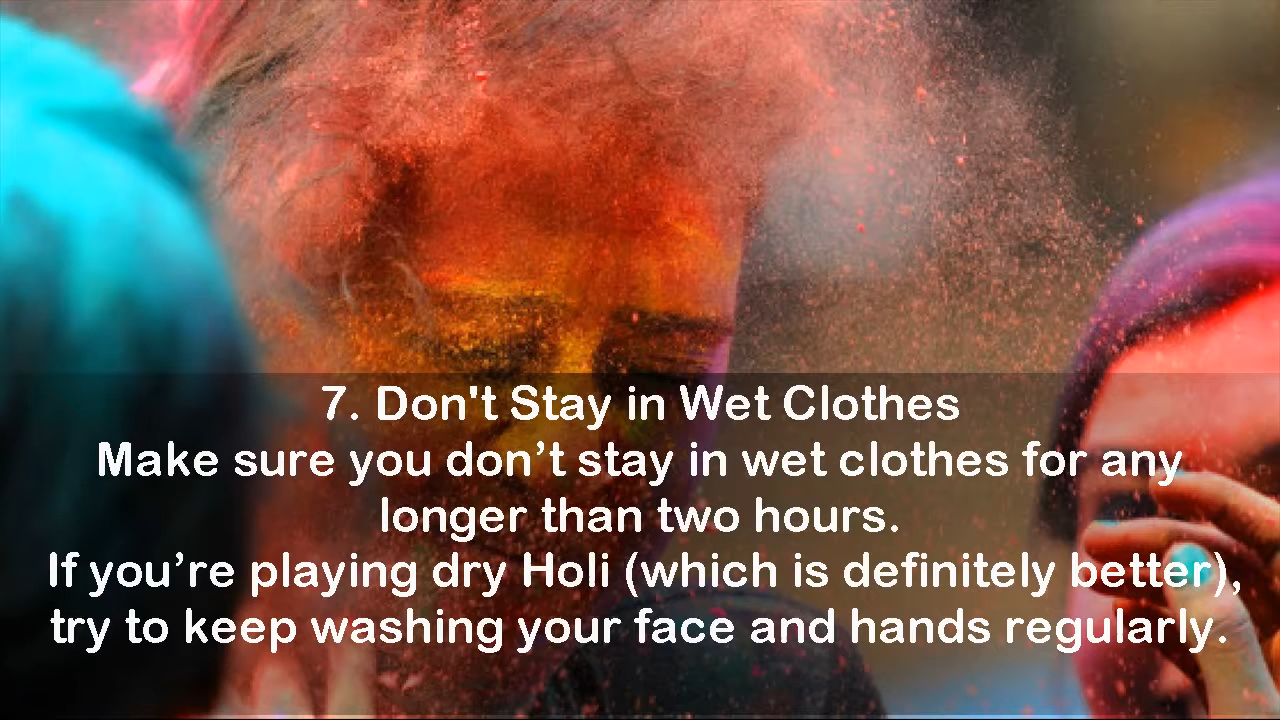 7. Don't Stay in Wet Clothes
Make sure you don’t stay in wet clothes for any
longer than two hours.
If you’re playing dry Holi (which is definitely better),
try to keep washing your face and hands regularly.